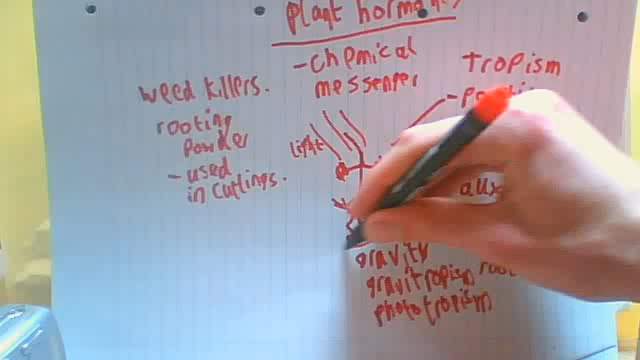 plant hormones
- chemical
messenger
tropism
weed killers.
rooting
powder
- used
in cuttings.
light
gravity
gravitropism
phototropism